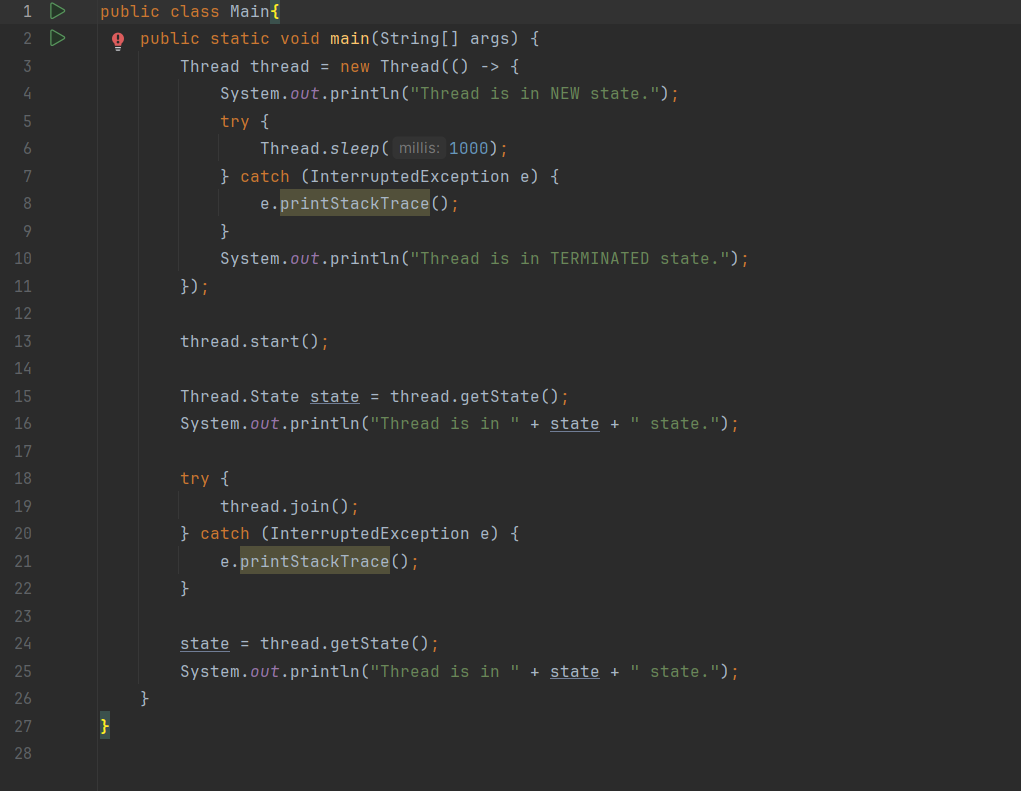 1 public class Main{
2 public static void main(String[] args) {
3 Thread thread = new Thread(() -> {
4 System.out.println("Thread is in NEW state.");
5 try {
6 Thread.sleep( millis: 1000);
7 } catch (InterruptedException e) {
8 e.printStackTrace();
9 }
10 System.out.println("Thread is in TERMINATED state.");
11 });
12
13 thread.start();
14
15 Thread.State state = thread.getState();
16 System.out.println("Thread is in " + state + " state.");
17
18 try {
19 thread.join();
20 } catch (InterruptedException e) {
21 e.printStackTrace();
22 }
23
24 state = thread.getState();
25 System.out.println("Thread is in " + state + " state.");
26 }
27 }
28